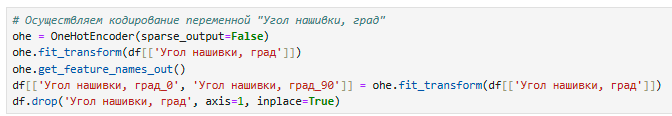 # Осуществляем кодирование переменной "Угол нашивки, град"
ohe = OneHotEncoder(sparse_output=False)
ohe.fit_transform(df[['Угол нашивки, град']])
ohe.get_feature_names_out()
df[['Угол нашивки, град_0', 'Угол нашивки, град_90']] = ohe.fit_transform(df[['Угол нашивки, град']])
df.drop('Угол нашивки, град', axis=1, inplace=True)